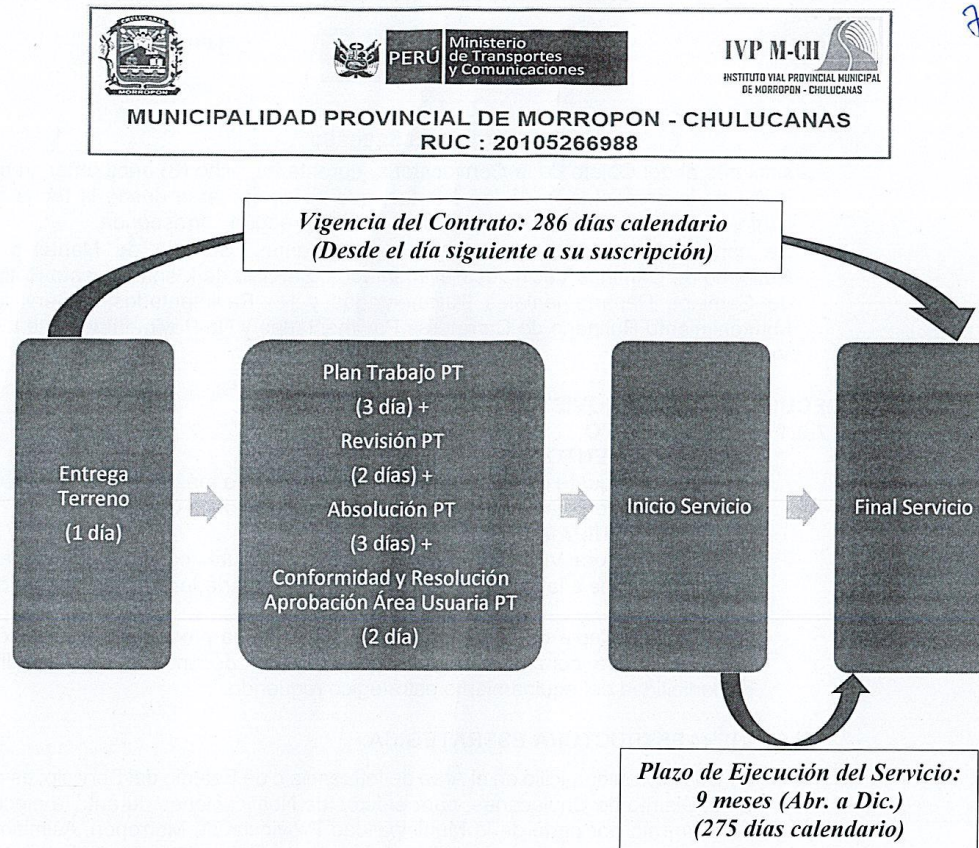 CHULUCANAS
MORROPON
PERÚ
Ministerio
de Transportes
y Comunicaciones
IVP M-CH
INSTITUTO VIAL PROVINCIAL MUNICIPAL
DE MORROPON - CHULUCANAS
MUNICIPALIDAD PROVINCIAL DE MORROPON - CHULUCANAS
RUC : 20105266988
Vigencia del Contrato: 286 días calendario
(Desde el día siguiente a su suscripción)
Entrega
Terreno
(1 día)
Plan Trabajo PT
(3 día) +
Revisión PT
(2 días) +
Absolución PT
(3 días) +
Conformidad y Resolución
Aprobación Área Usuaria PT
(2 día)
Inicio Servicio
Final Servicio
Plazo de Ejecución del Servicio:
9 meses (Abr. a Dic.)
(275 días calendario)